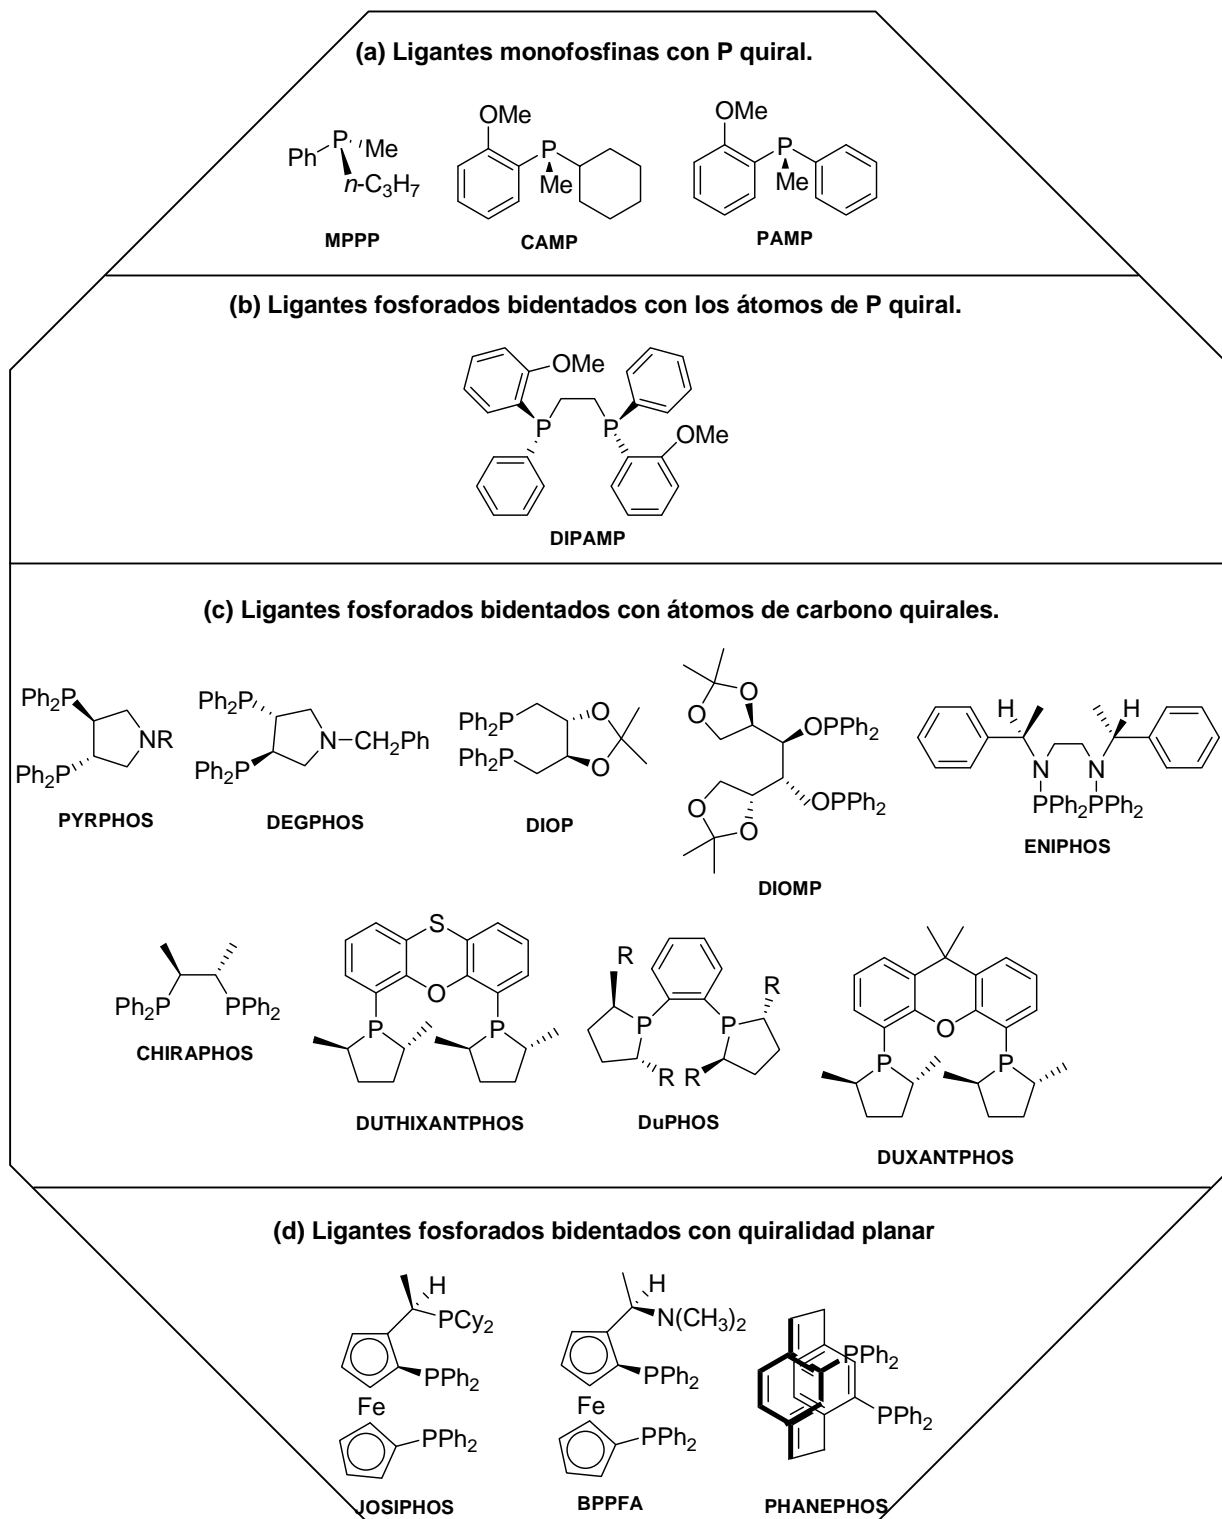 (a) Ligantes monofosfinas con P quiral.
OMe
OMe
P
Me
Ph
n-C3H7
P
Me
P
Me
MPPP
CAMP
PAMP
(b) Ligantes fosforados bidentados con los átomos de P quiral.
OMe
P
P
OMe
DIPAMP
(c) Ligantes fosforados bidentados con átomos de carbono quirales.
Ph2P
NR
Ph2P
PYRPHOS
Ph2P
N CH2Ph
Ph2P
DEGPHOS
Ph2P
O
Ph2P
O
DIOP
O
O
OPPh2
OPPh2
O
O
DIOMP
H
H
N
N
PPh2
PPh2
ENIPHOS
Ph2P
PPh2
CHIRAPHOS
S
O
P
P
DUTHIXANTPHOS
R
R
P
P
R
R
DuPHOS
O
P
P
DUXANTPHOS
(d) Ligantes fosforados bidentados con quiralidad planar
H
PCy2
PPh2
Fe
PPh2
JOSIPHOS
H
N(CH3)2
PPh2
Fe
PPh2
BPPFA
PPh2
PPh2
PHANEPHOS